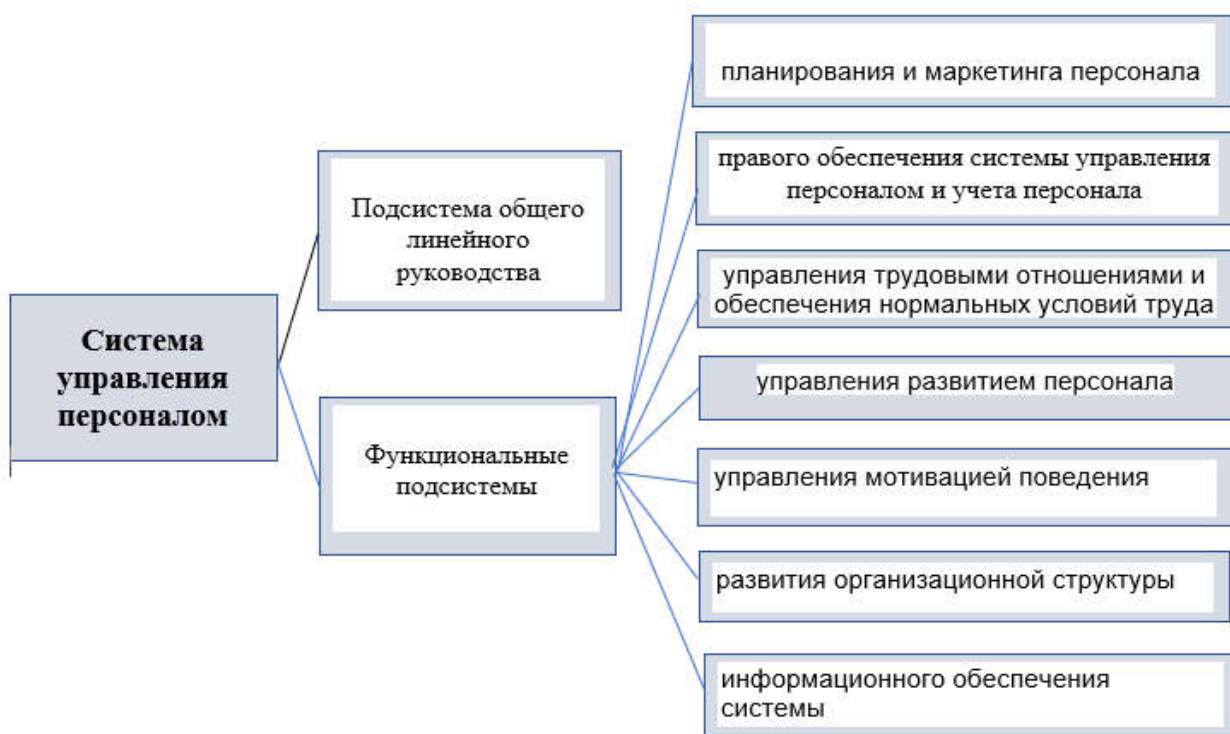 Система
управления
персоналом
Подсистема общего
линейного
руководства
Функциональные
подсистемы
планирования и маркетинга персонала
правого обеспечения системы управления
персоналом и учета персонала
управления трудовыми отношениями и
обеспечения нормальных условий труда
управления развитием персонала
управления мотивацией поведения
развития организационной структуры
информационного обеспечения
системы